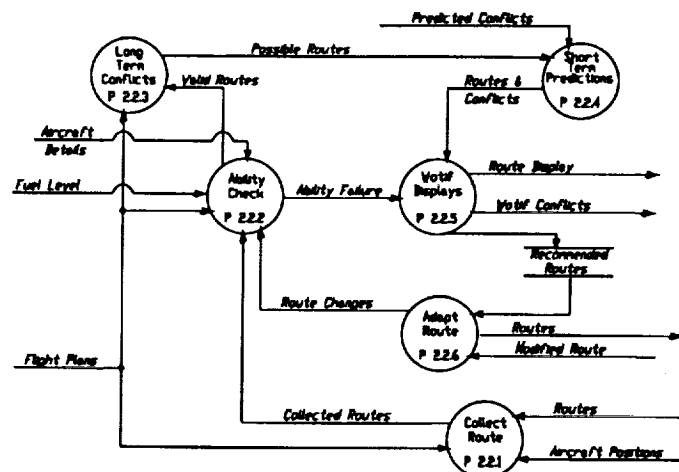 Predicted Conflicts
Long
Term
Conflicts
P 2.2.3
Possible Routes
Short
Term
Predictions
P 2.2.4
Valid Routes
Routes &
Conflicts
Aircraft
Details
Fuel Level
Ability
Check
P 2.2.2
Ability Failure
Wotif
Displays
P 2.2.5
Route Display
Wotif Conflicts
Recommended
Routes
Route Changes
Adapt
Route
P 2.2.6
Routes
Modified Route
Flight Plans
Collected Routes
Collect
Route
P 2.2.1
Routes
Aircraft Positions